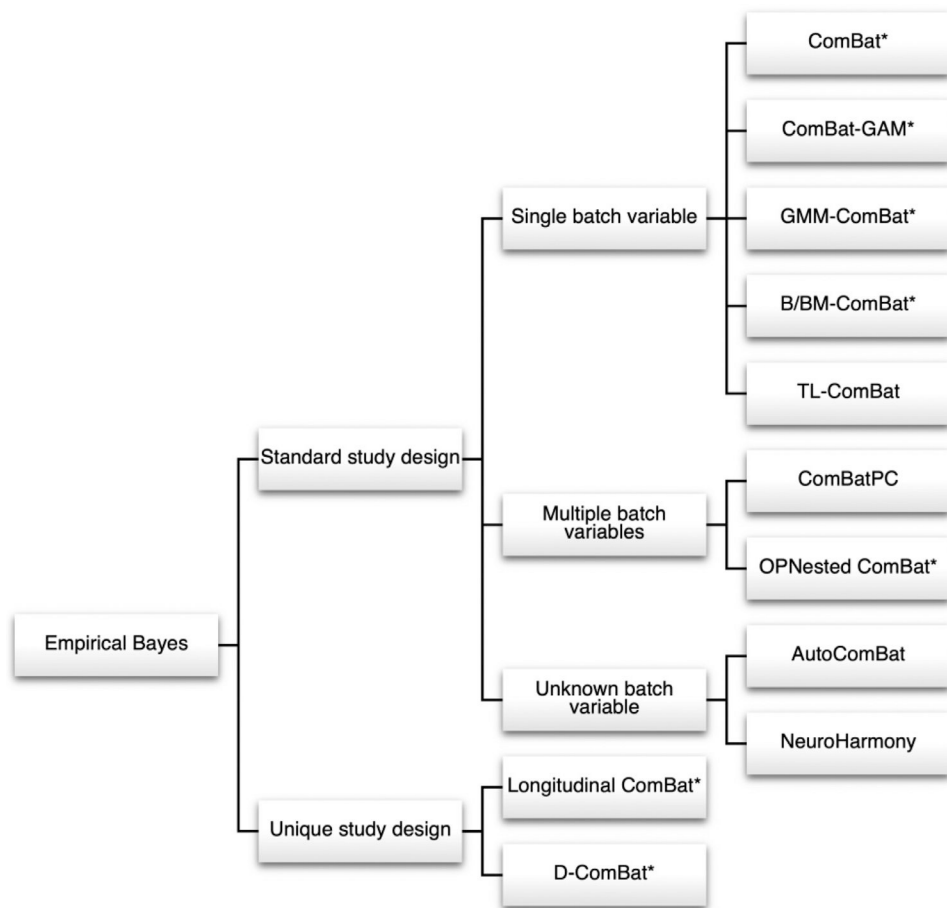 ComBat*
ComBat-GAM*
Single batch variable
GMM-ComBat*
B/BM-ComBat*
TL-ComBat
Standard study design
ComBatPC
Multiple batch
variables
OPNested ComBat*
Empirical Bayes
AutoComBat
Unknown batch
variable
NeuroHarmony
Longitudinal ComBat*
Unique study design
D-ComBat*